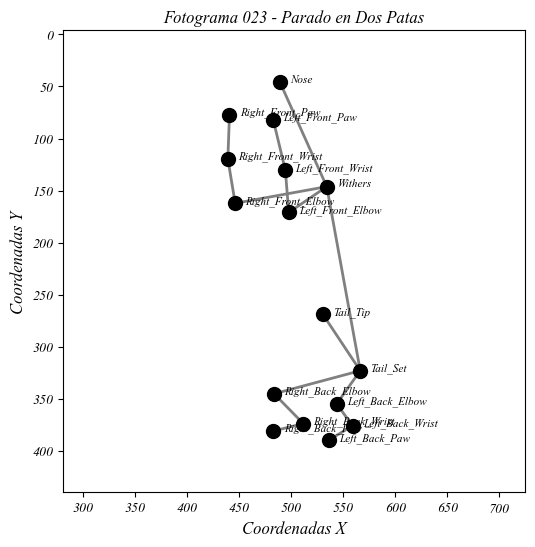 Fotograma 023 - Parado en Dos Patas
0
Nose
50
Right_Front_Paw
Left_Front_Paw
100
Right_Front_Wrist
Left_Front_Wrist
150
Withers
Right_Front_Elbow
Left_Front_Elbow
200
250
Tail_Tip
300
Tail_Set
350
Right_Back_Elbow
Left_Back_Elbow
Right_Back_Wrist
Left_Back_Wrist
Right_Back_Paw
Left_Back_Paw
400
300
350
400
450
500
550
600
650
700
Coordenadas X
Coordenadas Y